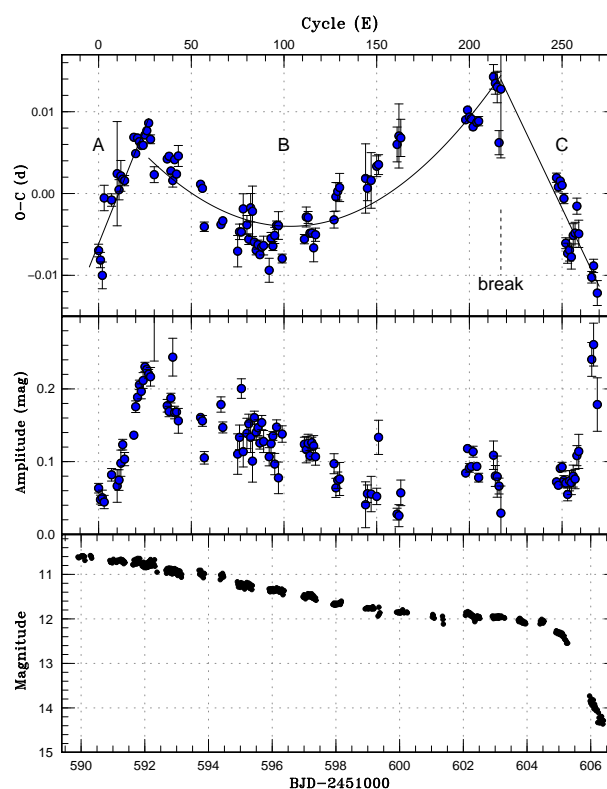 Cycle (E)
0 50 100 150 200 250
O−C (d)
0.01
0.00
−0.01
A
B
C
break
Amplitude (mag)
0.2
0.1
0.0
Magnitude
11
12
13
14
15
590 592 594 596 598 600 602 604 606
BJD−2451000